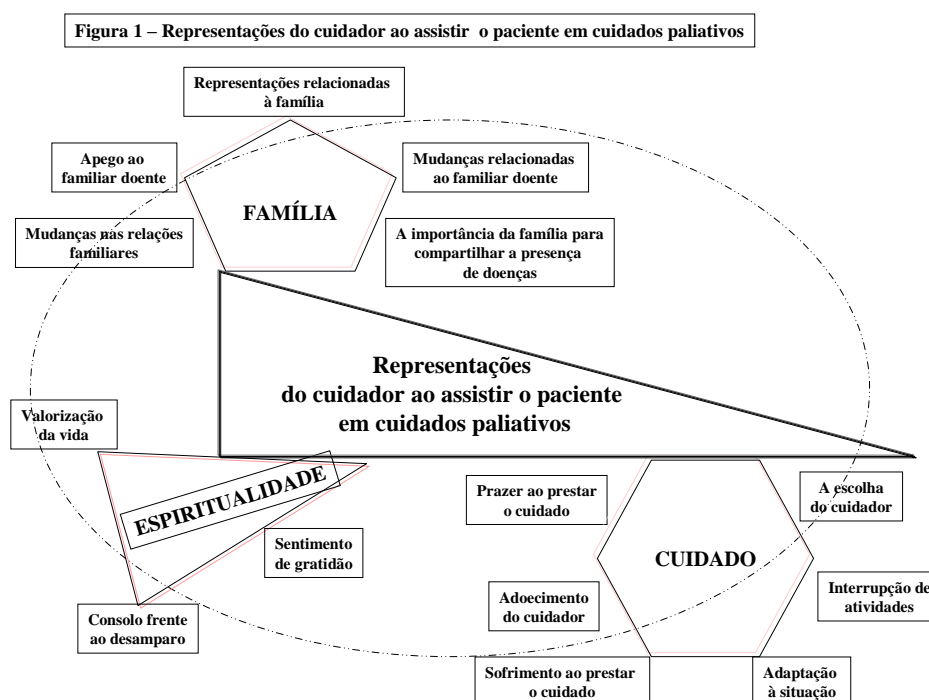 Figura 1 – Representações do cuidador ao assistir o paciente em cuidados paliativos
Representações relacionadas
à família
Apego ao
familiar doente
Mudanças relacionadas
ao familiar doente
FAMÍLIA
Mudanças nas relações
familiares
A importância da família para
compartilhar a presença
de doenças
Representações
do cuidador ao assistir o paciente
em cuidados paliativos
Valorização
da vida
ESPIRITUALIDADE
Sentimento
de gratidão
Consolo frente
ao desamparo
Prazer ao prestar
o cuidado
A escolha
do cuidador
CUIDADO
Adoecimento
do cuidador
Interrupção de
atividades
Sofrimento ao prestar
o cuidado
Adaptação
à situação